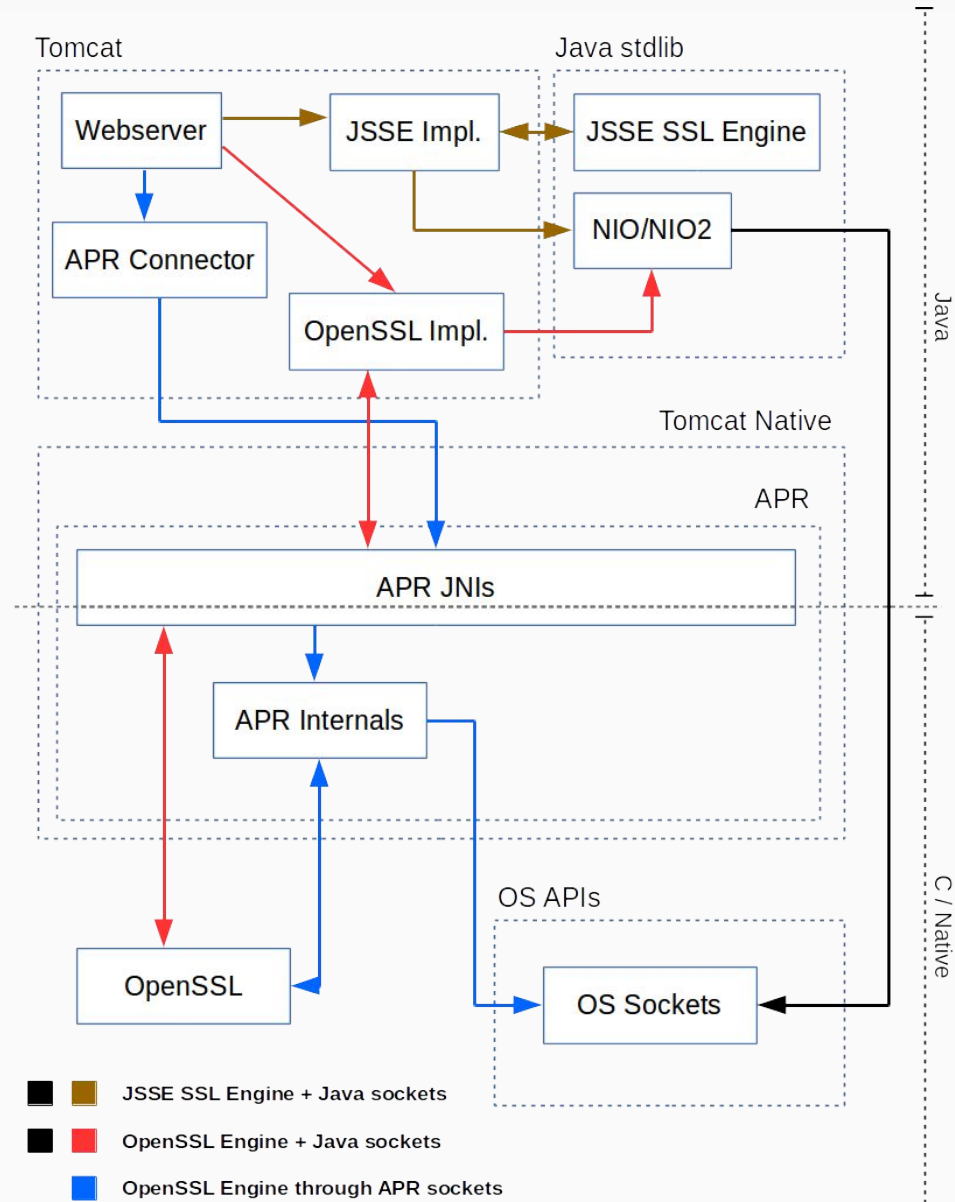 Tomcat
Java stdlib
Webserver
JSSE Impl.
JSSE SSL Engine
NIO/NIO2
APR Connector
OpenSSL Impl.
Java
Tomcat Native
APR
APR JNIs
APR Internals
C / Native
OS APIs
OpenSSL
OS Sockets
JSSE SSL Engine + Java sockets
OpenSSL Engine + Java sockets
OpenSSL Engine through APR sockets